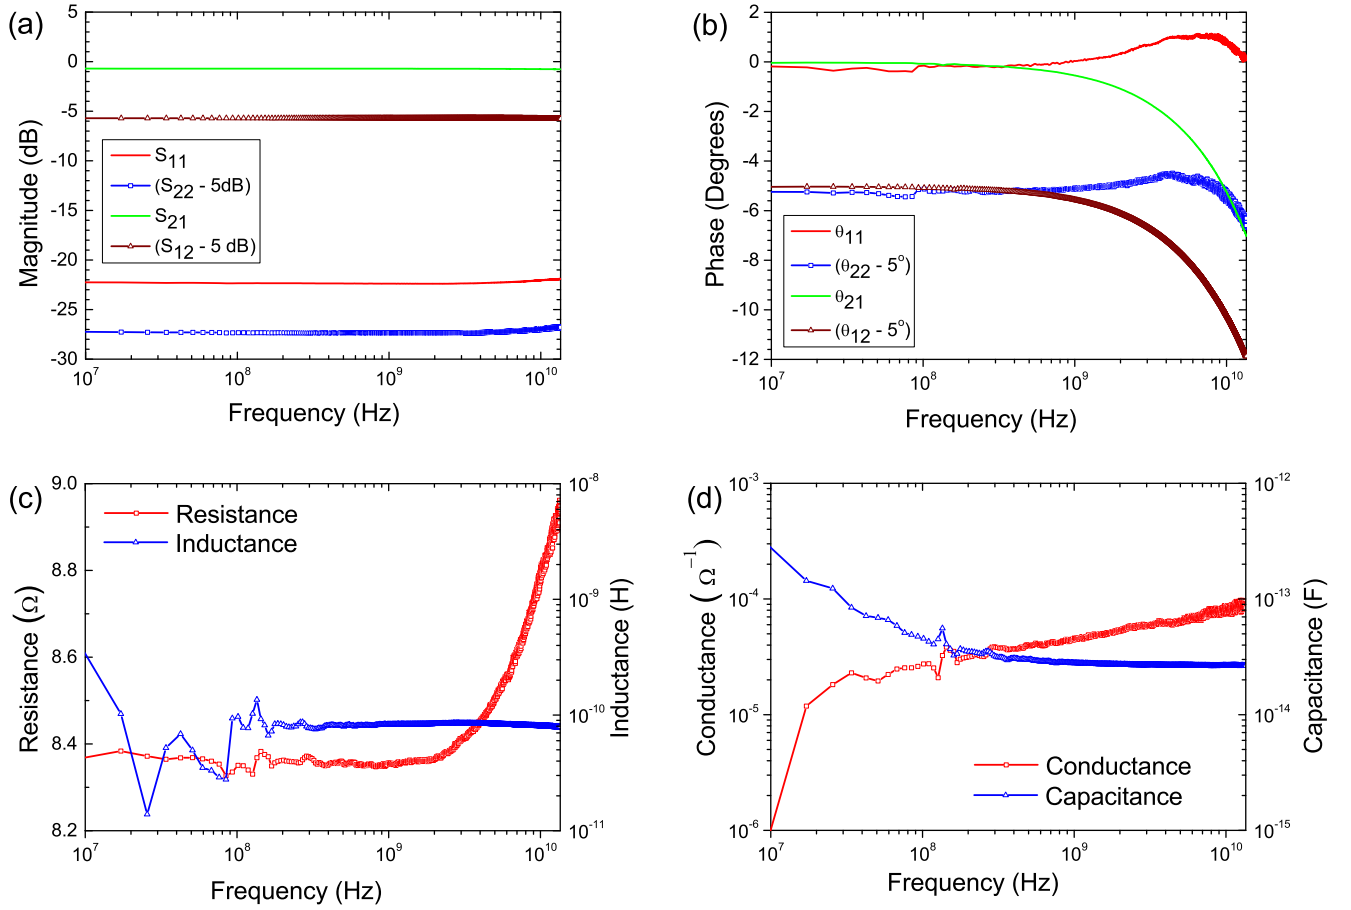 (a)
5
0
-5
-10
-15
-20
-25
-30
Magnitude (dB)
S11
(S22 - 5dB)
S21
(S12 - 5 dB)
10^7
10^8
10^9
10^10
Frequency (Hz)
(b)
2
0
-2
-4
-6
-8
-10
-12
Phase (Degrees)
θ11
(θ22 - 5°)
θ21
(θ12 - 5°)
10^7
10^8
10^9
10^10
Frequency (Hz)
(c)
9.0
8.8
8.6
8.4
8.2
Resistance (Ω)
Resistance
Inductance
10^-8
10^-9
10^-10
10^-11
Inductance (H)
10^7
10^8
10^9
10^10
Frequency (Hz)
(d)
10^-3
10^-4
10^-5
10^-6
Conductance ( Ω^−1 )
Conductance
Capacitance
10^-12
10^-13
10^-14
10^-15
Capacitance (F)
10^7
10^8
10^9
10^10
Frequency (Hz)